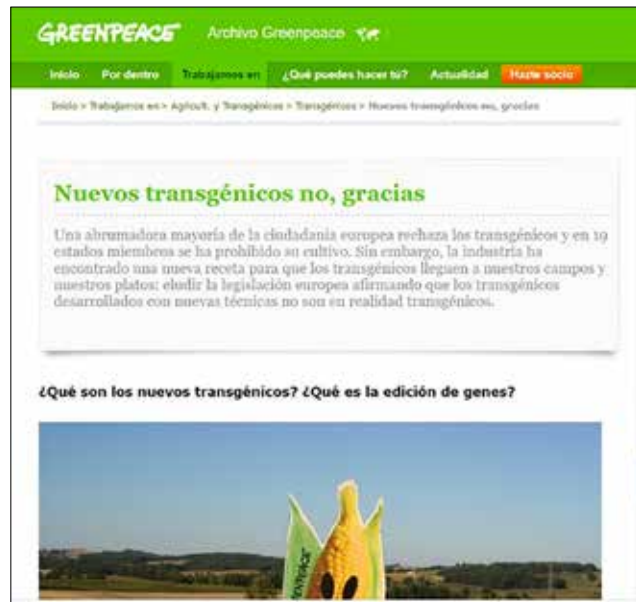 GREENPEACE Archivo Greenpeace
Inicio Por dentro Trabajamos en ¿Qué puedes hacer tú? Actualidad Hazte socio
Inicio > Trabajamos en > Agricult. y Transgénicos > Transgénicos > Nuevos transgénicos no, gracias
Nuevos transgénicos no, gracias
Una abrumadora mayoría de la ciudadanía europea rechaza los transgénicos y en 19
estados miembros se ha prohibido su cultivo. Sin embargo, la industria ha
encontrado una nueva receta para que los transgénicos lleguen a nuestros campos y
nuestros platos: eludir la legislación europea afirmando que los transgénicos
desarrollados con nuevas técnicas no son en realidad transgénicos.
¿Qué son los nuevos transgénicos? ¿Qué es la edición de genes?
GREENPEACE